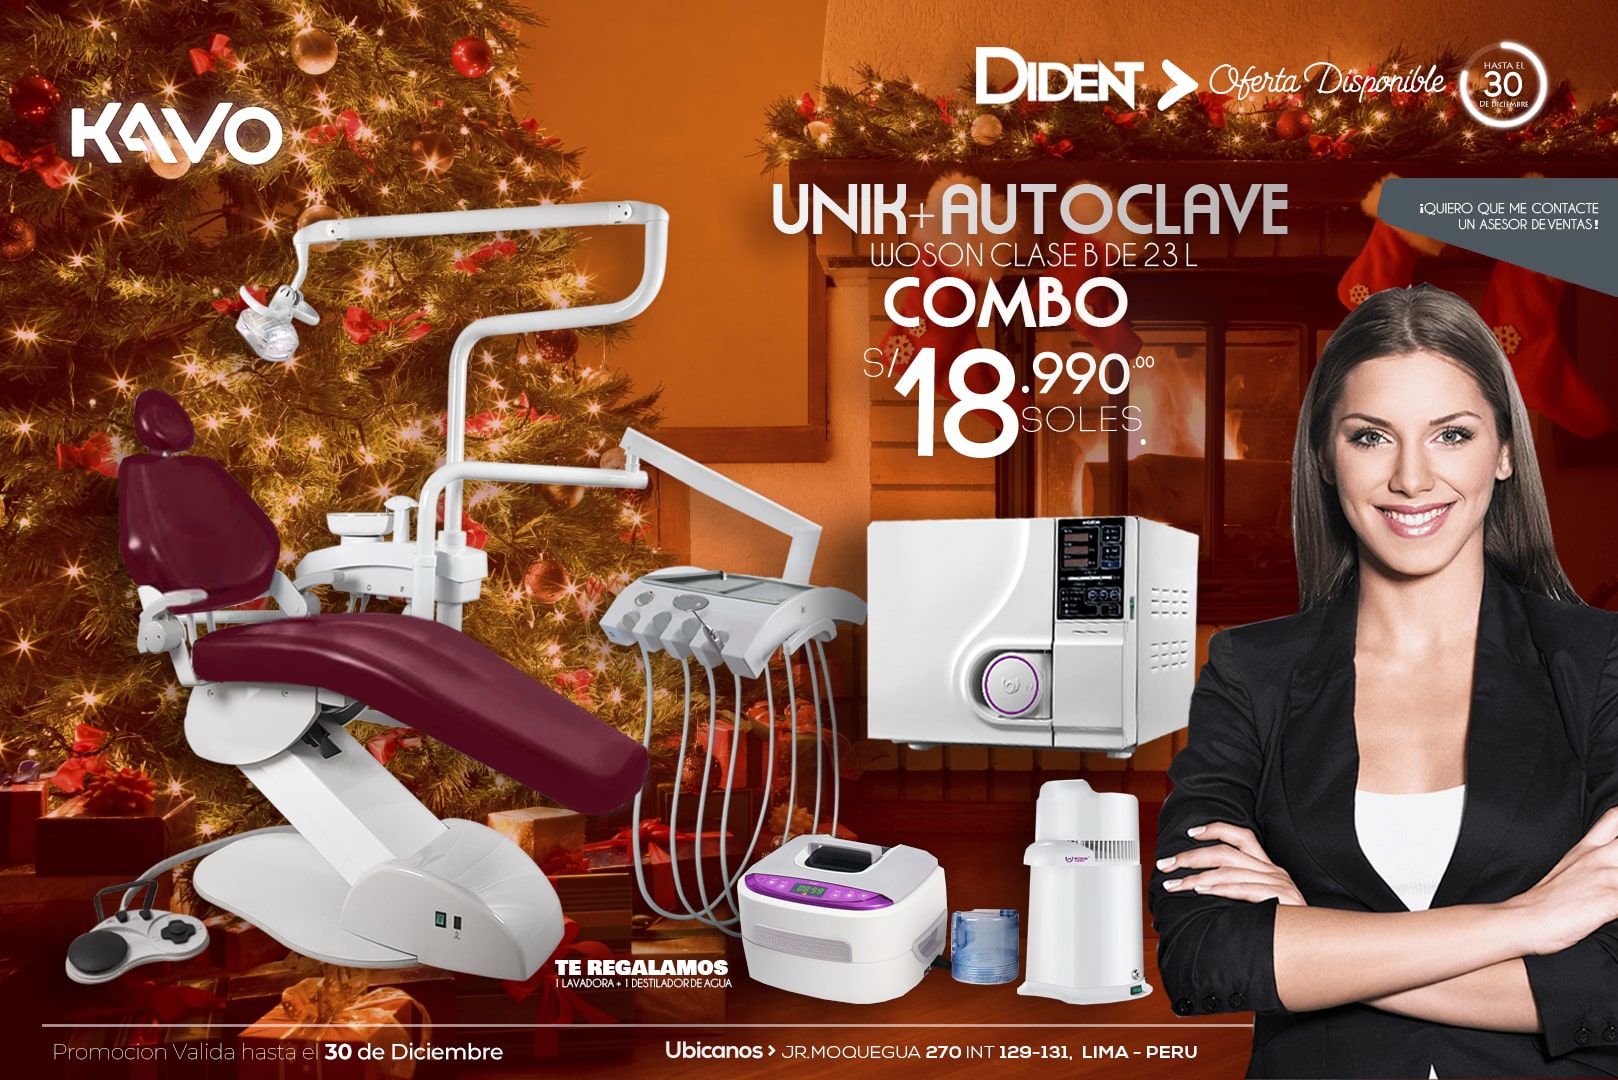 KAVO
DIDENT > Oferta Disponible
HASTA EL
30
DE DICIEMBRE
UNIK+AUTOCLAVE
WOSON CLASE B DE 23 L
COMBO
S/18.990.00
SOLES.
¡QUIERO QUE ME CONTACTE
UN ASESOR DE VENTAS!
08:59
TE REGALAMOS
1 LAVADORA + 1 DESTILADOR DE AGUA
Promocion Valida hasta el 30 de Diciembre
Ubicanos > JR.MOQUEGUA 270 INT 129-131, LIMA - PERU